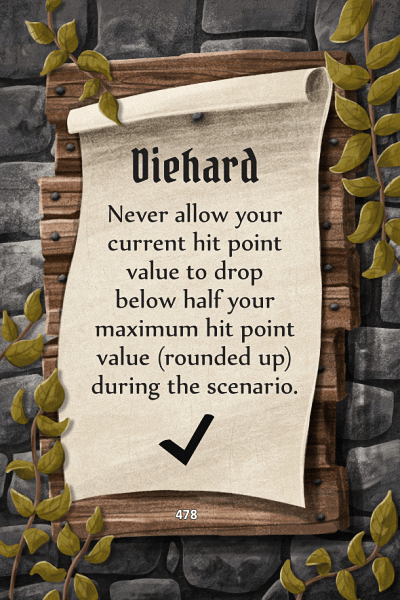 Diehard
Never allow your
current hit point
value to drop
below half your
maximum hit point
value (rounded up)
during the scenario.
478